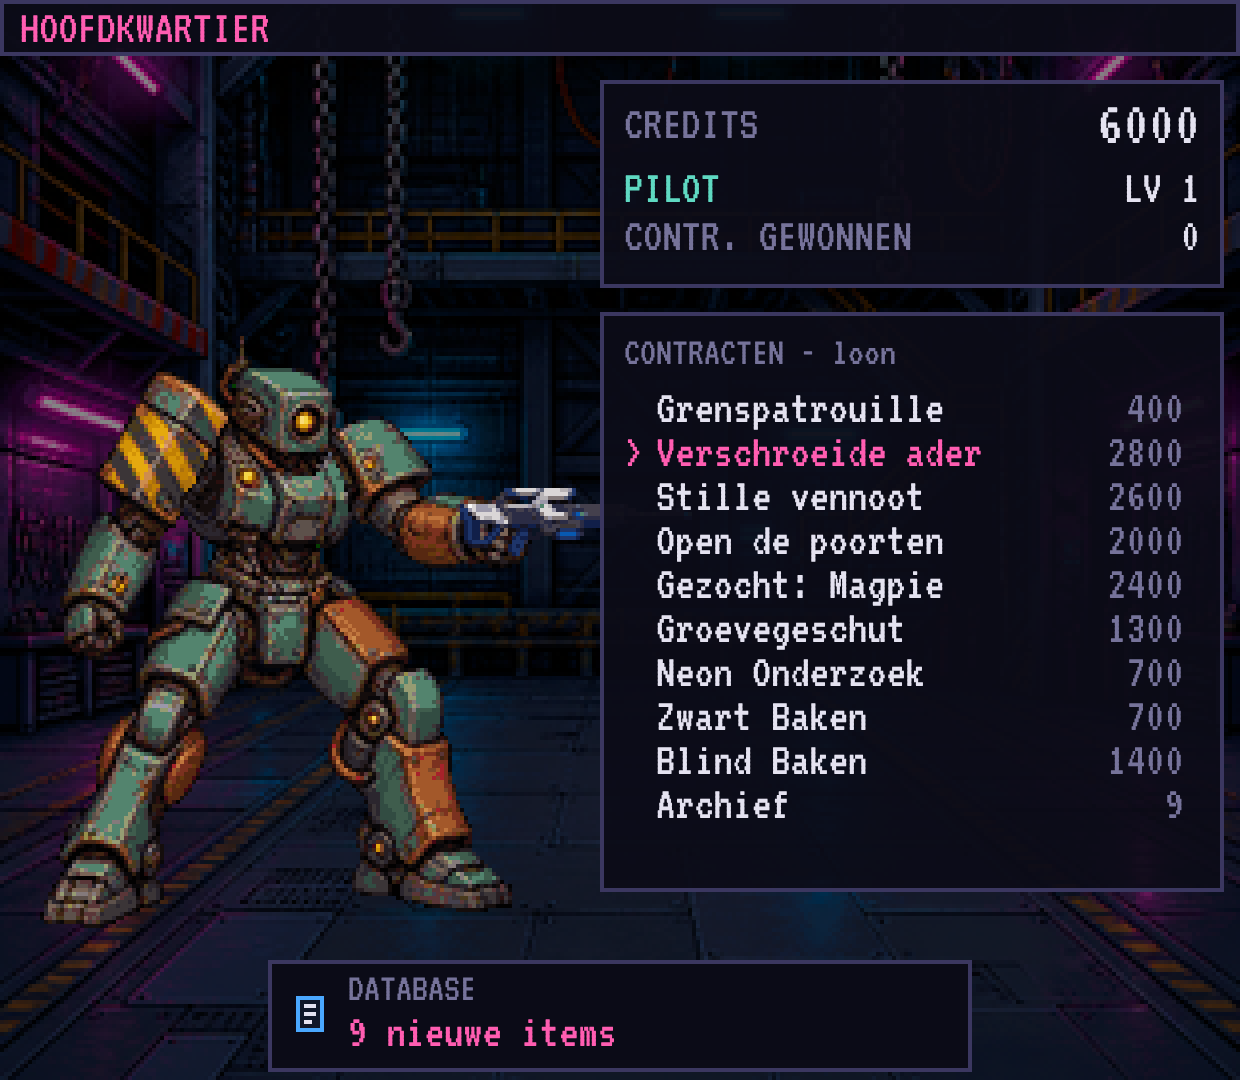 HOOFDKWARTIER
CREDITS 6000
PILOT LV 1
CONTR. GEWONNEN 0
CONTRACTEN - loon
Grenspatrouille 400
> Verschroeide ader 2800
Stille vennoot 2600
Open de poorten 2000
Gezocht: Magpie 2400
Groevegeschut 1300
Neon Onderzoek 700
Zwart Baken 700
Blind Baken 1400
Archief 9
DATABASE
9 nieuwe items